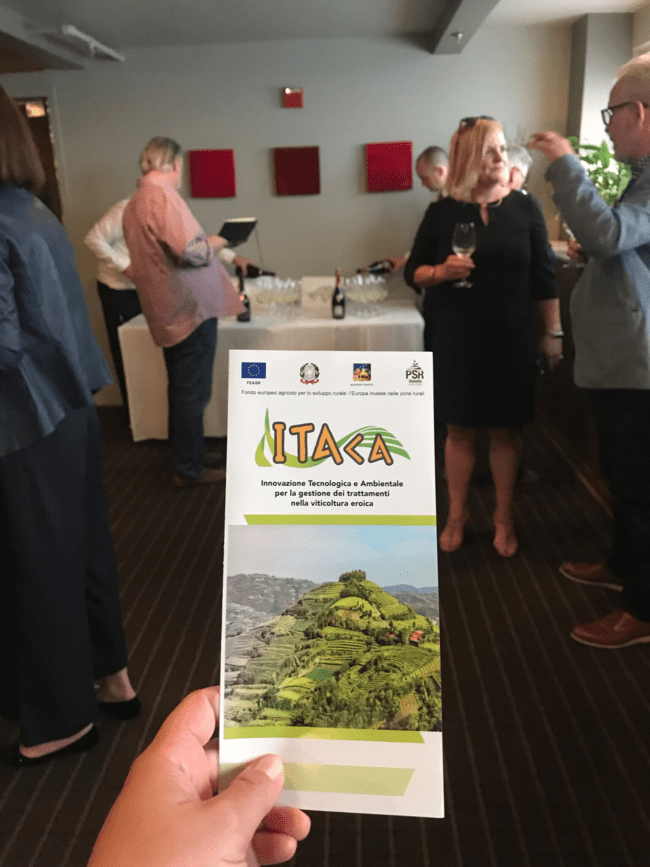 FEASR
Fondo europeo agricolo per lo sviluppo rurale: l'Europa investe nelle zone rurali
PSR
ITACA
Innovazione Tecnologica e Ambientale
per la gestione dei trattamenti
nella viticoltura eroica